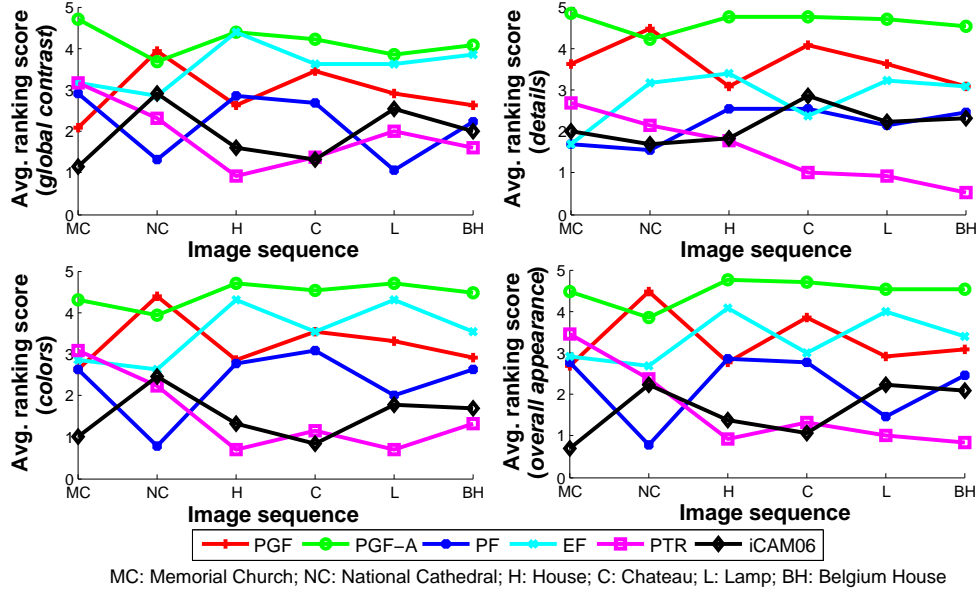 Avg. ranking score
(global contrast)
5
4
3
2
1
0
MC NC H C L BH
Image sequence
Avg. ranking score
(details)
5
4
3
2
1
0
MC NC H C L BH
Image sequence
Avg. ranking score
(colors)
5
4
3
2
1
0
MC NC H C L BH
Image sequence
Avg. ranking score
(overall appearance)
5
4
3
2
1
0
MC NC H C L BH
Image sequence
PGF PGF-A PF EF PTR iCAM06
MC: Memorial Church; NC: National Cathedral; H: House; C: Chateau; L: Lamp; BH: Belgium House